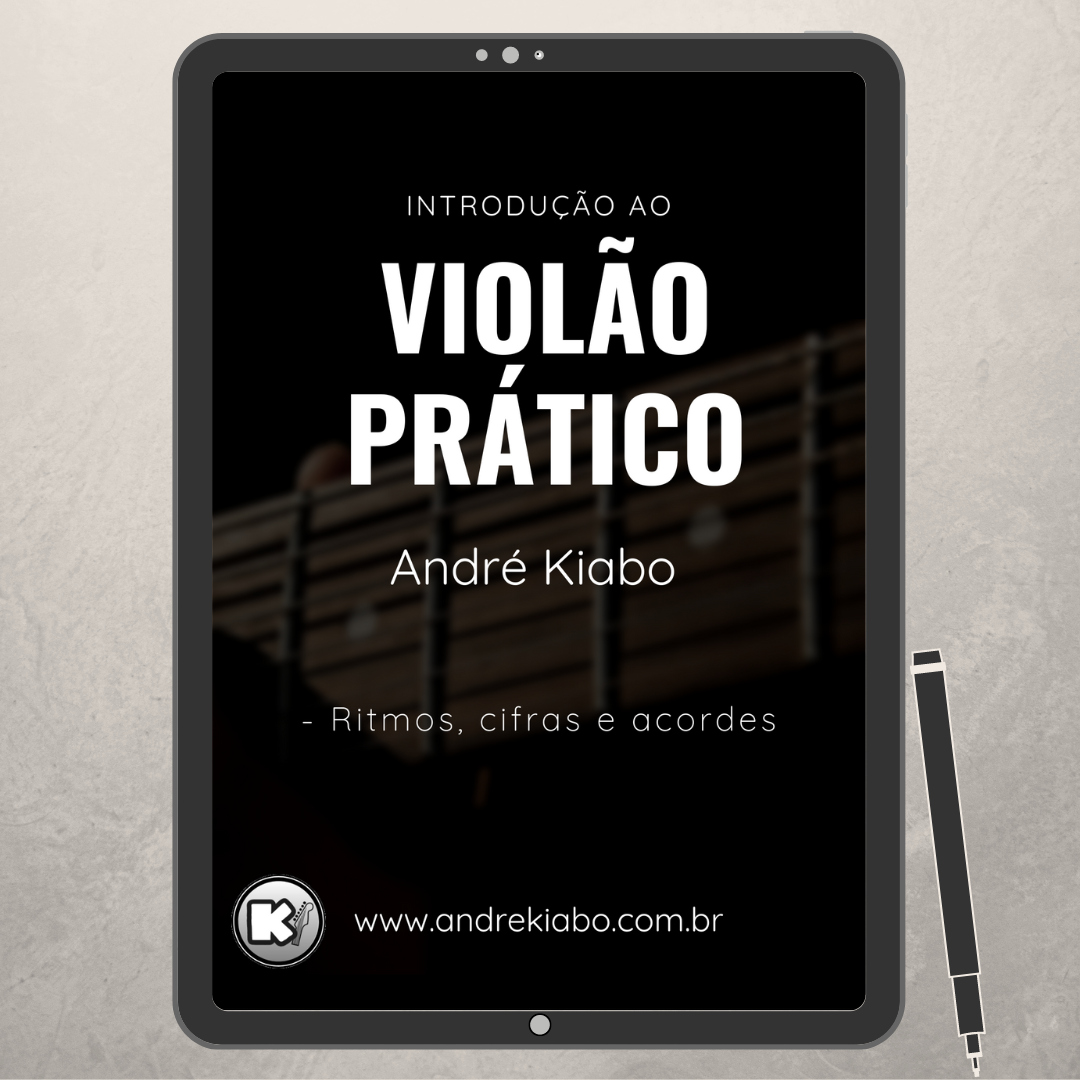 INTRODUÇÃO AO
VIOLÃO
PRÁTICO
André Kiabo
- Ritmos, cifras e acordes
K
www.andrekiabo.com.br